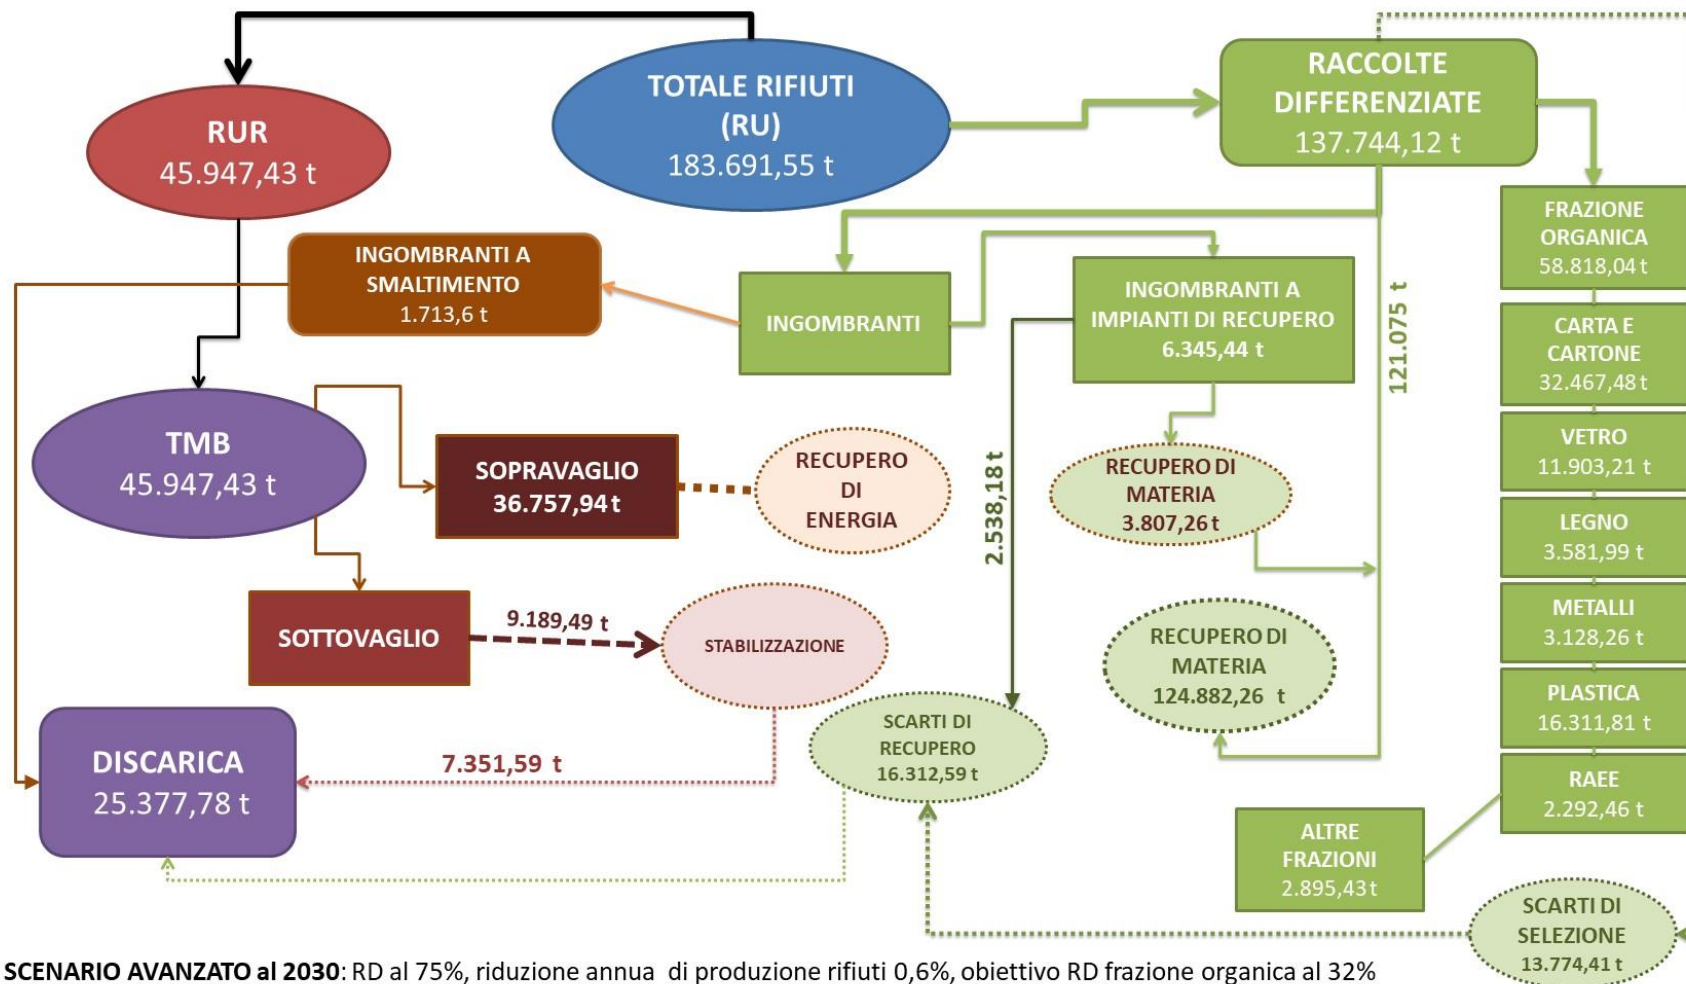 TOTALE RIFIUTI
(RU)
183.691,55 t
RUR
45.947,43 t
RACCOLTE
DIFFERENZIATE
137.744,12 t
INGOMBRANTI A
SMALTIMENTO
1.713,6 t
INGOMBRANTI
INGOMBRANTI A
IMPIANTI DI RECUPERO
6.345,44 t
121.075 t
FRAZIONE
ORGANICA
58.818,04 t
CARTA E
CARTONE
32.467,48 t
VETRO
11.903,21 t
LEGNO
3.581,99 t
METALLI
3.128,26 t
PLASTICA
16.311,81 t
RAEE
2.292,46 t
ALTRE
FRAZIONI
2.895,43 t
TMB
45.947,43 t
SOPRAVAGLIO
36.757,94 t
RECUPERO
DI
ENERGIA
2.538,18 t
RECUPERO DI
MATERIA
3.807,26 t
SOTTOVAGLIO
9.189,49 t
STABILIZZAZIONE
RECUPERO DI
MATERIA
124.882,26 t
DISCARICA
25.377,78 t
7.351,59 t
SCARTI DI
RECUPERO
16.312,59 t
SCARTI DI
SELEZIONE
13.774,41 t
SCENARIO AVANZATO al 2030: RD al 75%, riduzione annua di produzione rifiuti 0,6%, obiettivo RD frazione organica al 32%